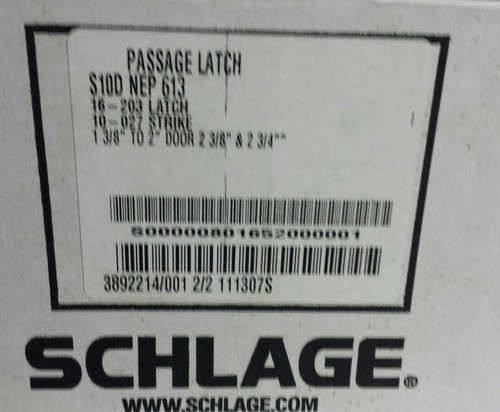 PASSAGE LATCH
S10D NEP 613
16-203 LATCH
10-027 STRIKE
1 3/8" TO 2" DOOR 2 3/8" & 2 3/4""
5000000801652000001
3892214/001 2/2 111307S
SCHLAGE®
WWW.SCHLAGE.COM